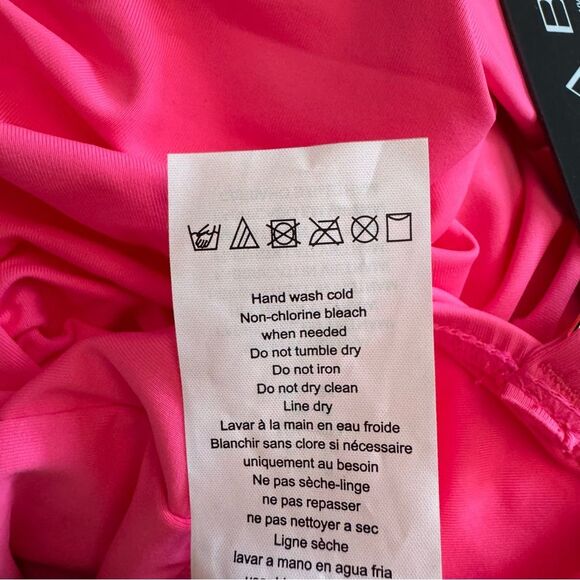 Hand wash cold
Non-chlorine bleach
when needed
Do not tumble dry
Do not iron
Do not dry clean
Line dry
Lavar à la main en eau froide
Blanchir sans clore si nécessaire
uniquement au besoin
Ne pas sèche-linge
ne pas repasser
ne pas nettoyer a sec
Ligne sèche
lavar a mano en agua fria